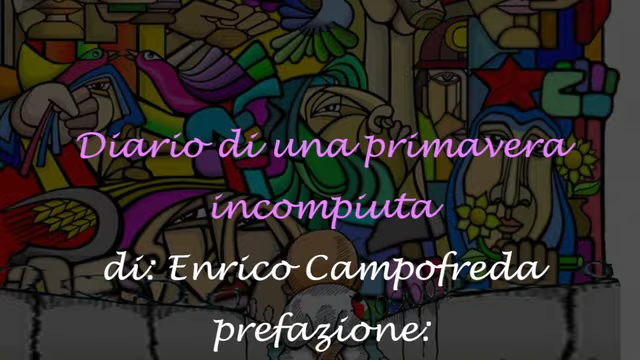 Diario di una primavera
incompiuta
di: Enrico Campofreda
prefazione: